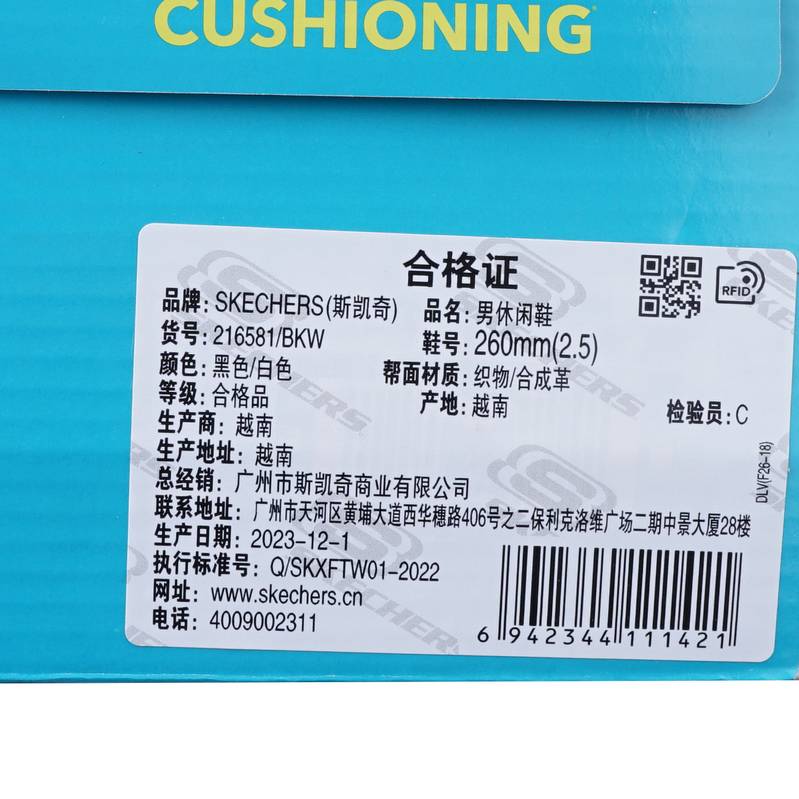 CUSHIONING
合格证
RFID
品牌: SKECHERS(斯凯奇) 品名: 男休闲鞋
货号: 216581/BKW 鞋号: 260mm(2.5)
颜色: 黑色/白色 帮面材质: 织物/合成革
等级: 合格品 产地: 越南 检验员: C
生产商: 越南
生产地址: 越南
总经销: 广州市斯凯奇商业有限公司
联系地址: 广州市天河区黄埔大道西华穗路406号之二保利克洛维广场二期中景大厦28楼
生产日期: 2023-12-1
执行标准号: Q/SKXFTW01-2022
网址: www.skechers.cn
电话: 4009002311
6 942344 111421
DLV(F26-18)
SKECHERS
SKECHERS
SKECHERS